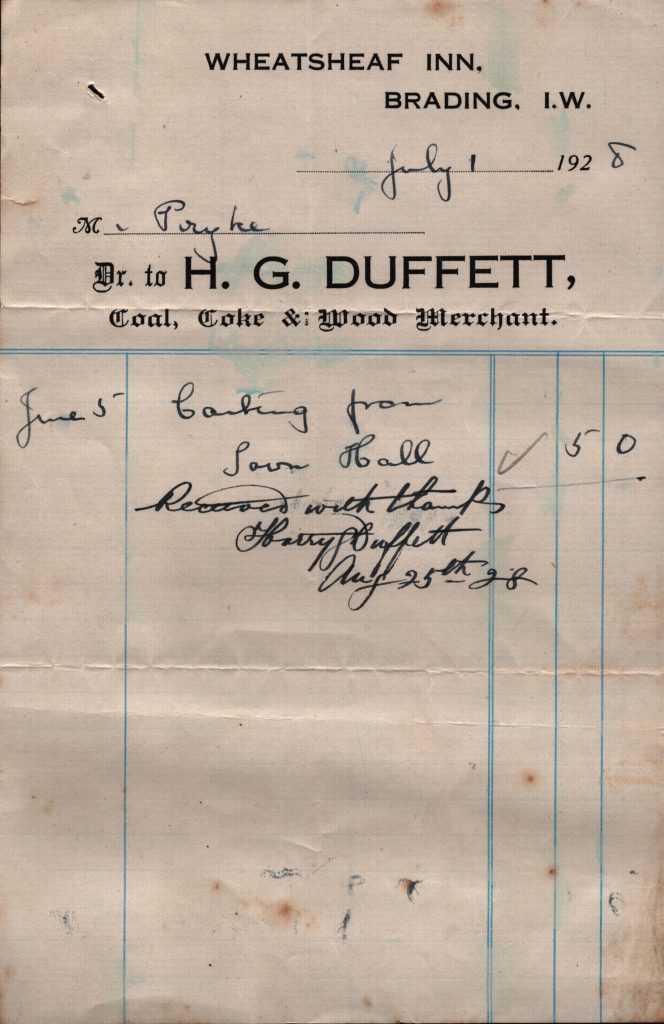 WHEATSHEAF INN,
BRADING, I.W.
July 1 1928
Mr Pryke
Dr. to H. G. DUFFETT,
Coal, Coke & Wood Merchant.
June 5 Carting from
Town Hall 5 0
Received with thanks
Harry Duffett
Aug 25th 28